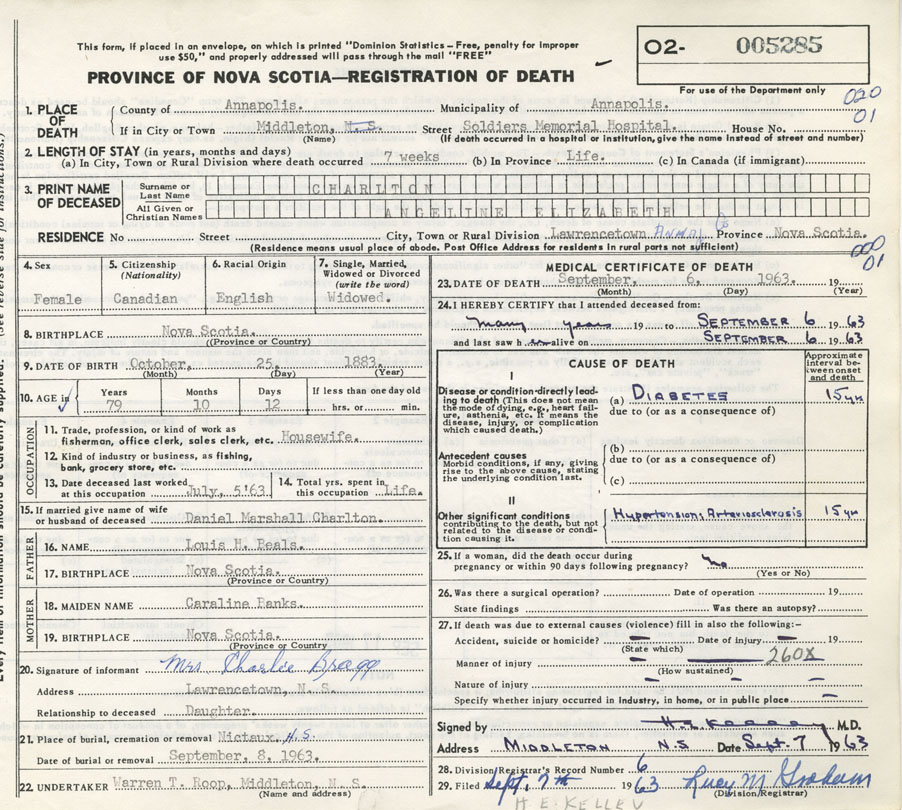 This form, if placed in an envelope, on which is printed "Dominion Statistics – Free, penalty for improper
use $50," and properly addressed will pass through the mail "FREE"
O2- 005285
PROVINCE OF NOVA SCOTIA—REGISTRATION OF DEATH
For use of the Department only
020
01
1. PLACE OF DEATH
County of Annapolis. Municipality of Annapolis.
If in City or Town Middleton, N.S. Street Soldiers Memorial Hospital. House No.
(Name) (If death occurred in a hospital or institution, give the name instead of street and number)
2. LENGTH OF STAY (in years, months and days)
(a) In City, Town or Rural Division where death occurred 7 weeks (b) In Province Life. (c) In Canada (if immigrant)
3. PRINT NAME OF DECEASED
Surname or Last Name CHARLTON
All Given or Christian Names ANGELINE ELIZABETH
RESIDENCE No Street City, Town or Rural Division Lawrencetown Province Nova Scotia.
(Residence means usual place of abode. Post Office Address for residents in rural parts not sufficient)
000
01
4. Sex
Female
5. Citizenship (Nationality)
Canadian
6. Racial Origin
English
7. Single, Married, Widowed or Divorced (write the word)
Widowed.
8. BIRTHPLACE Nova Scotia.
(Province or Country)
9. DATE OF BIRTH October, 25, 1883.
(Month) (Day) (Year)
10. AGE in Years Months Days If less than one day old
79 10 12 hrs. or min.
OCCUPATION
11. Trade, profession, or kind of work as
fisherman, office clerk, sales clerk, etc. Housewife.
12. Kind of industry or business, as fishing,
bank, grocery store, etc.
13. Date deceased last worked at this occupation July, 5'63
14. Total yrs. spent in this occupation Life.
15. If married give name of wife
or husband of deceased Daniel Marshall Charlton.
FATHER
16. NAME Louis H. Beals.
17. BIRTHPLACE Nova Scotia.
(Province or Country)
MOTHER
18. MAIDEN NAME Caraline Banks.
19. BIRTHPLACE Nova Scotia.
(Province or Country)
20. Signature of informant Mrs Charlee Bragg
Address Lawrencetown, N. S.
Relationship to deceased Daughter.
21. Place of burial, cremation or removal Nictaux, N.S.
Date of burial or removal September, 8, 1963.
22. UNDERTAKER Warren T. Roop, Middleton, N. S.
(Name and address)
MEDICAL CERTIFICATE OF DEATH
23. DATE OF DEATH September, 6, 1963. 19
(Month) (Day) (Year)
24. I HEREBY CERTIFY that I attended deceased from:
many years 19 to SEPTEMBER 6 1963
and last saw h er alive on SEPTEMBER 6 1963
CAUSE OF DEATH
Approximate interval between onset and death
I
Disease or condition directly leading
to death (This does not mean
the mode of dying, e.g., heart failure,
asthenia, etc. It means the
disease, injury, or complication
which caused death.)
(a) DIABETES 15 yrs
due to (or as a consequence of)
Antecedent causes
Morbid conditions, if any, giving
rise to the above cause, stating
the underlying condition last.
(b)
due to (or as a consequence of)
(c)
II
Other significant conditions
contributing to the death, but not
related to the disease or condition
causing it.
Hypertension; Arteriosclerosis 15 yrs
25. If a woman, did the death occur during
pregnancy or within 90 days following pregnancy? No
(Yes or No)
26. Was there a surgical operation? Date of operation 19
State findings Was there an autopsy?
27. If death was due to external causes (violence) fill in also the following:–
Accident, suicide or homicide? Date of injury 19
(State which)
Manner of injury 260X
(How sustained)
Nature of injury
Specify whether injury occurred in Industry, in home, or in public place
Signed by M.D.
Address MIDDLETON N.S Date Sept. 7 1963
28. Division Registrar's Record Number 6
29. Filed Sept. 7th 1963 Lucy M Graham
(Division Registrar)
H E KELLEY